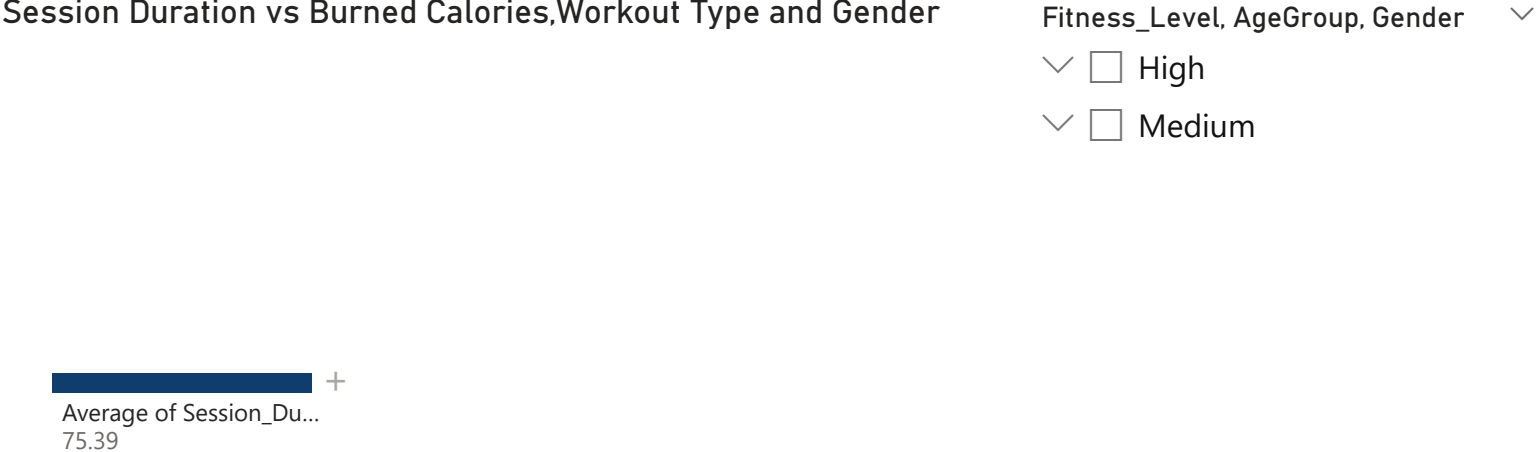 Session Duration vs Burned Calories,Workout Type and Gender
Fitness_Level, AgeGroup, Gender
High
Medium
Average of Session_Du...
75.39